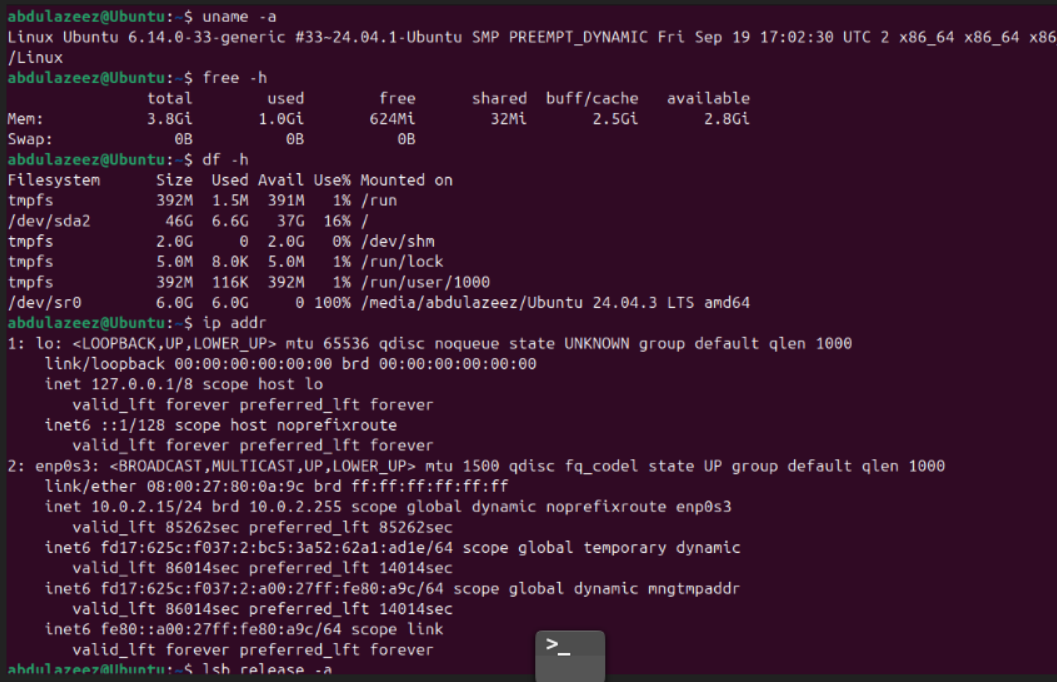 abdulazeez@Ubuntu:~$ uname -a
Linux Ubuntu 6.14.0-33-generic #33~24.04.1-Ubuntu SMP PREEMPT_DYNAMIC Fri Sep 19 17:02:30 UTC 2 x86_64 x86_64 x86
/Linux
abdulazeez@Ubuntu:~$ free -h
total used free shared buff/cache available
Mem: 3.8Gi 1.0Gi 624Mi 32Mi 2.5Gi 2.8Gi
Swap: 0B 0B 0B
abdulazeez@Ubuntu:~$ df -h
Filesystem Size Used Avail Use% Mounted on
tmpfs 392M 1.5M 391M 1% /run
/dev/sda2 46G 6.6G 37G 16% /
tmpfs 2.0G 0 2.0G 0% /dev/shm
tmpfs 5.0M 8.0K 5.0M 1% /run/lock
tmpfs 392M 116K 392M 1% /run/user/1000
/dev/sr0 6.0G 6.0G 0 100% /media/abdulazeez/Ubuntu 24.04.3 LTS amd64
abdulazeez@Ubuntu:~$ ip addr
1: lo: <LOOPBACK,UP,LOWER_UP> mtu 65536 qdisc noqueue state UNKNOWN group default qlen 1000
link/loopback 00:00:00:00:00:00 brd 00:00:00:00:00:00
inet 127.0.0.1/8 scope host lo
valid_lft forever preferred_lft forever
inet6 ::1/128 scope host noprefixroute
valid_lft forever preferred_lft forever
2: enp0s3: <BROADCAST,MULTICAST,UP,LOWER_UP> mtu 1500 qdisc fq_codel state UP group default qlen 1000
link/ether 08:00:27:80:0a:9c brd ff:ff:ff:ff:ff:ff
inet 10.0.2.15/24 brd 10.0.2.255 scope global dynamic noprefixroute enp0s3
valid_lft 85262sec preferred_lft 85262sec
inet6 fd17:625c:f037:2:bc5:3a52:62a1:ad1e/64 scope global temporary dynamic
valid_lft 86014sec preferred_lft 14014sec
inet6 fd17:625c:f037:2:a00:27ff:fe80:a9c/64 scope global dynamic mngtmpaddr
valid_lft 86014sec preferred_lft 14014sec
inet6 fe80::a00:27ff:fe80:a9c/64 scope link
valid_lft forever preferred_lft forever
abdulazeez@Ubuntu:~$ lsb_release -a
>_